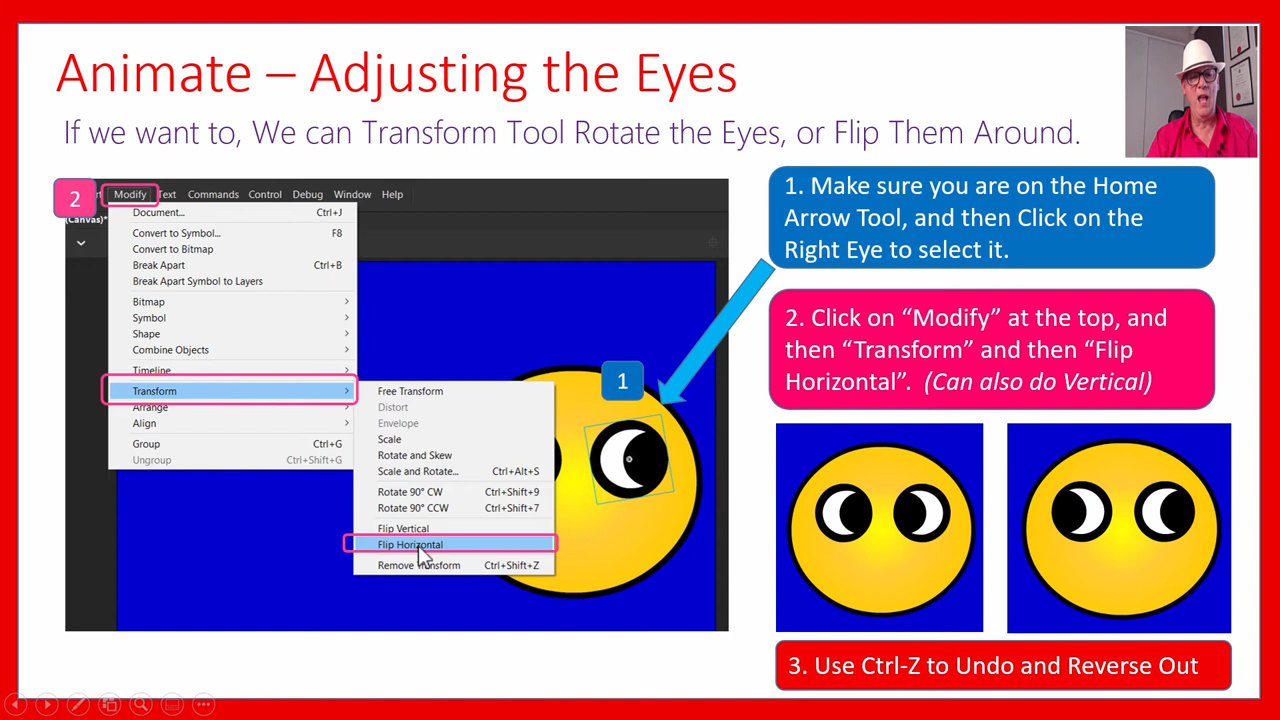 Animate – Adjusting the Eyes
If we want to, We can Transform Tool Rotate the Eyes, or Flip Them Around.
2
Modify Text Commands Control Debug Window Help
(Canvas)*
Document... Ctrl+J
Convert to Symbol... F8
Convert to Bitmap
Break Apart Ctrl+B
Break Apart Symbol to Layers
Bitmap
Symbol
Shape
Combine Objects
Timeline
Transform
Arrange
Align
Group Ctrl+G
Ungroup Ctrl+Shift+G
Free Transform
Distort
Envelope
Scale
Rotate and Skew
Scale and Rotate... Ctrl+Alt+S
Rotate 90° CW Ctrl+Shift+9
Rotate 90° CCW Ctrl+Shift+7
Flip Vertical
Flip Horizontal
Remove Transform Ctrl+Shift+Z
1
1. Make sure you are on the Home
Arrow Tool, and then Click on the
Right Eye to select it.
2. Click on “Modify” at the top, and
then “Transform” and then “Flip
Horizontal”. (Can also do Vertical)
3. Use Ctrl-Z to Undo and Reverse Out